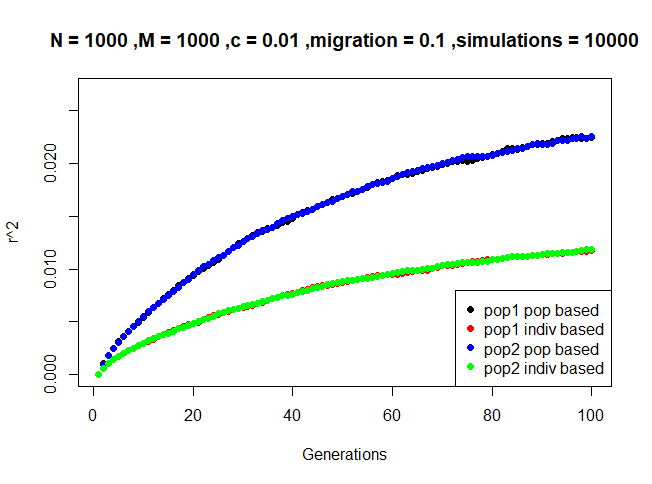 N = 1000 ,M = 1000 ,c = 0.01 ,migration = 0.1 ,simulations = 10000
r^2
0.020
0.010
0.000
pop1 pop based
pop1 indiv based
pop2 pop based
pop2 indiv based
0 20 40 60 80 100
Generations